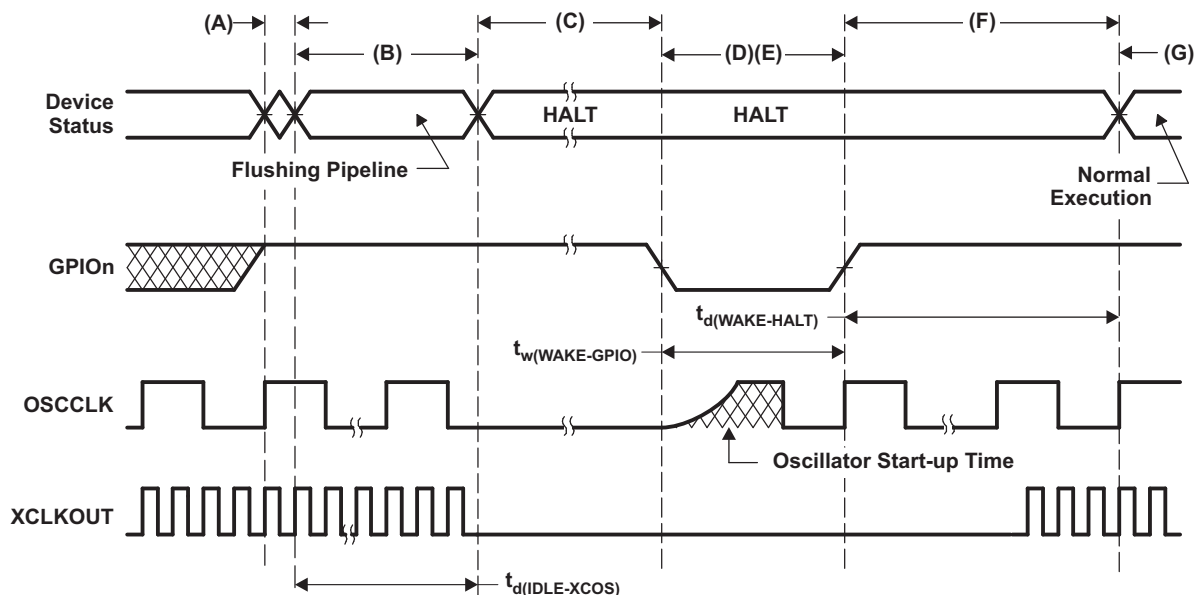 (A)
(C)
(F)
(B)
(D)(E)
(G)
Device
Status
HALT
HALT
Flushing Pipeline
Normal
Execution
GPIOn
td(WAKE-HALT)
tw(WAKE-GPIO)
OSCCLK
Oscillator Start-up Time
XCLKOUT
td(IDLE-XCOS)